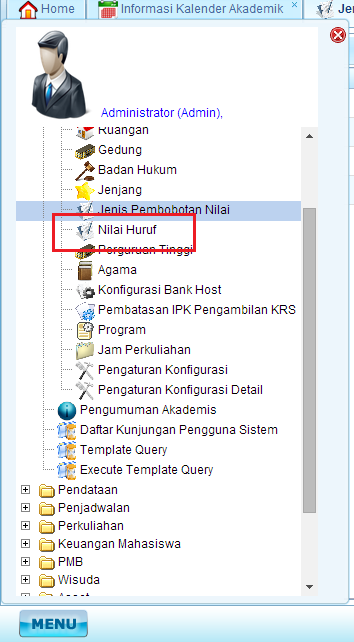 Home
Informasi Kalender Akademik
Je
Administrator (Admin),
Ruangan
Gedung
Badan Hukum
Jenjang
Jenis Pembobotan Nilai
Nilai Huruf
Perguruan Tinggi
Agama
Konfigurasi Bank Host
Pembatasan IPK Pengambilan KRS
Program
Jam Perkuliahan
Pengaturan Konfigurasi
Pengaturan Konfigurasi Detail
Pengumuman Akademis
Daftar Kunjungan Pengguna Sistem
Template Query
Execute Template Query
Pendataan
Penjadwalan
Perkuliahan
Keuangan Mahasiswa
PMB
Wisuda
MENU